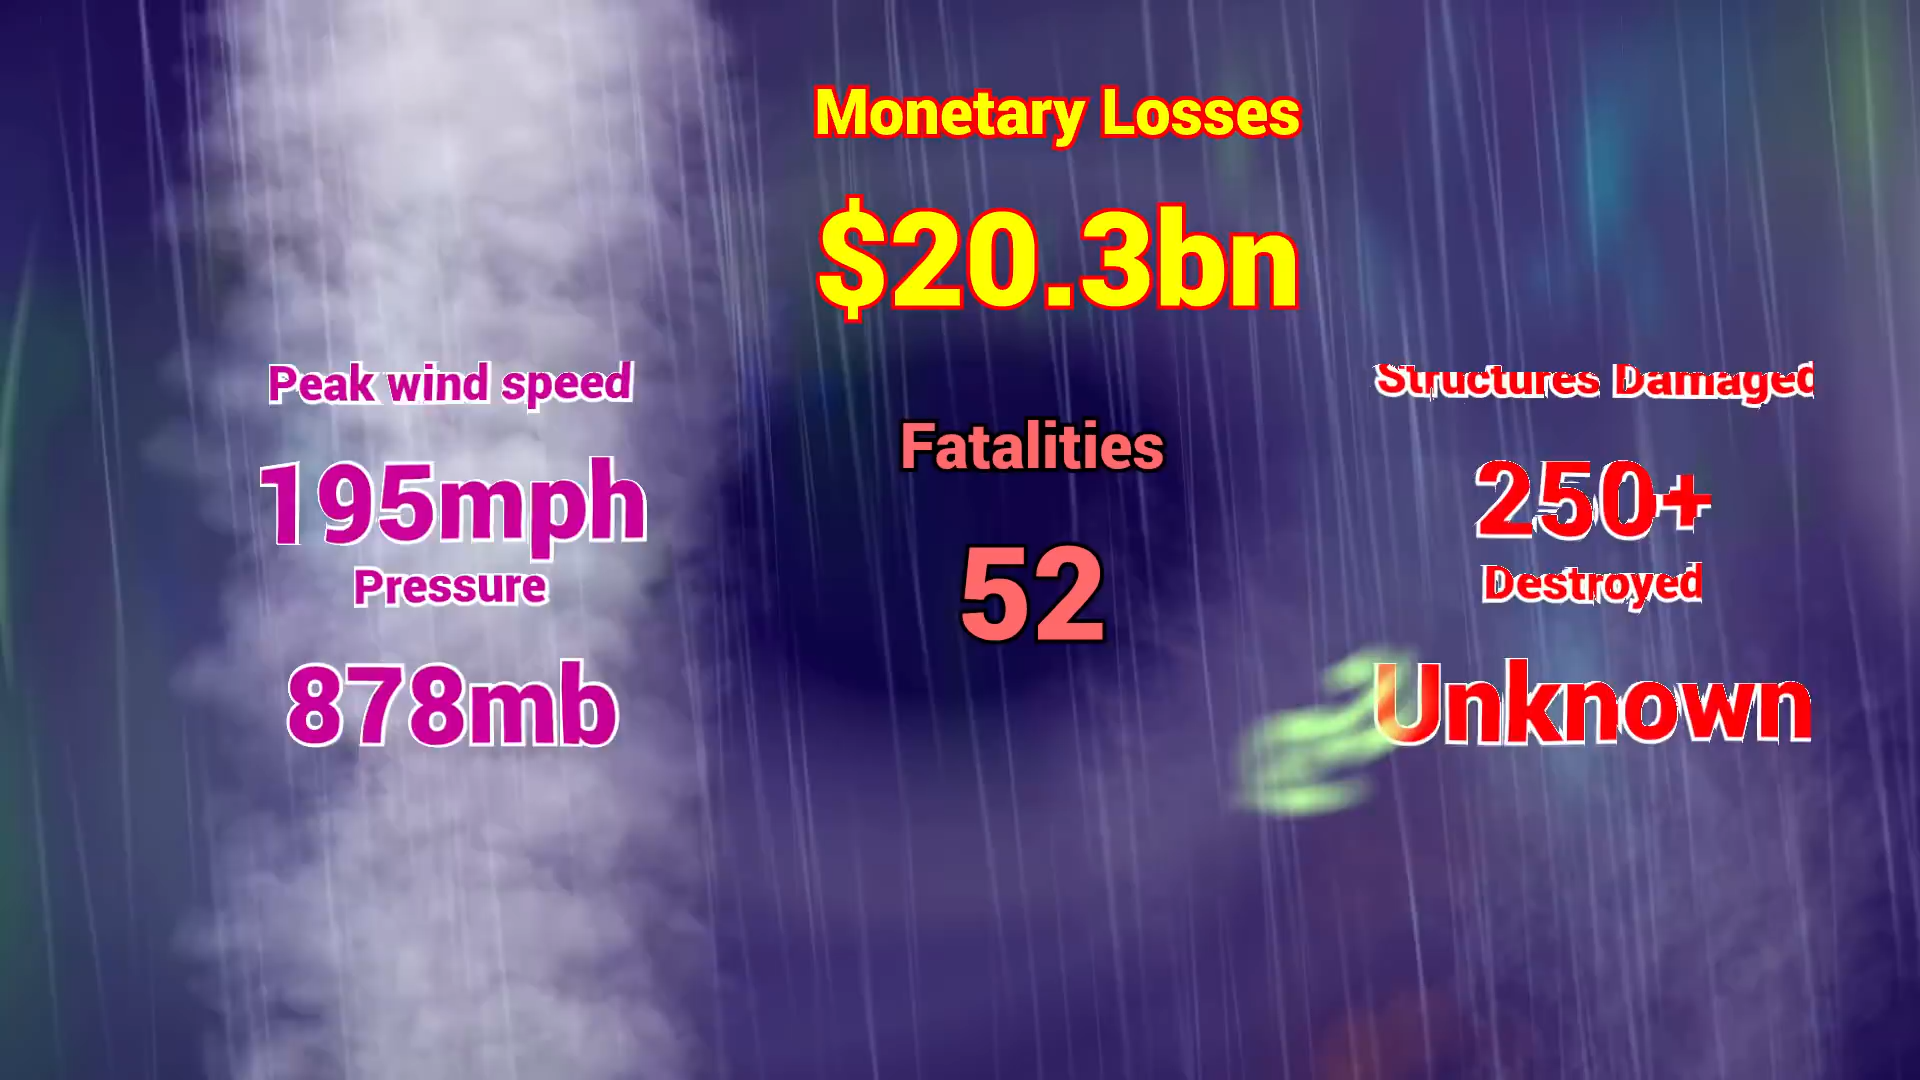 Monetary Losses
$20.3bn
Peak wind speed
195mph
Pressure
878mb
Fatalities
52
Structures Damaged
250+
Destroyed
Unknown